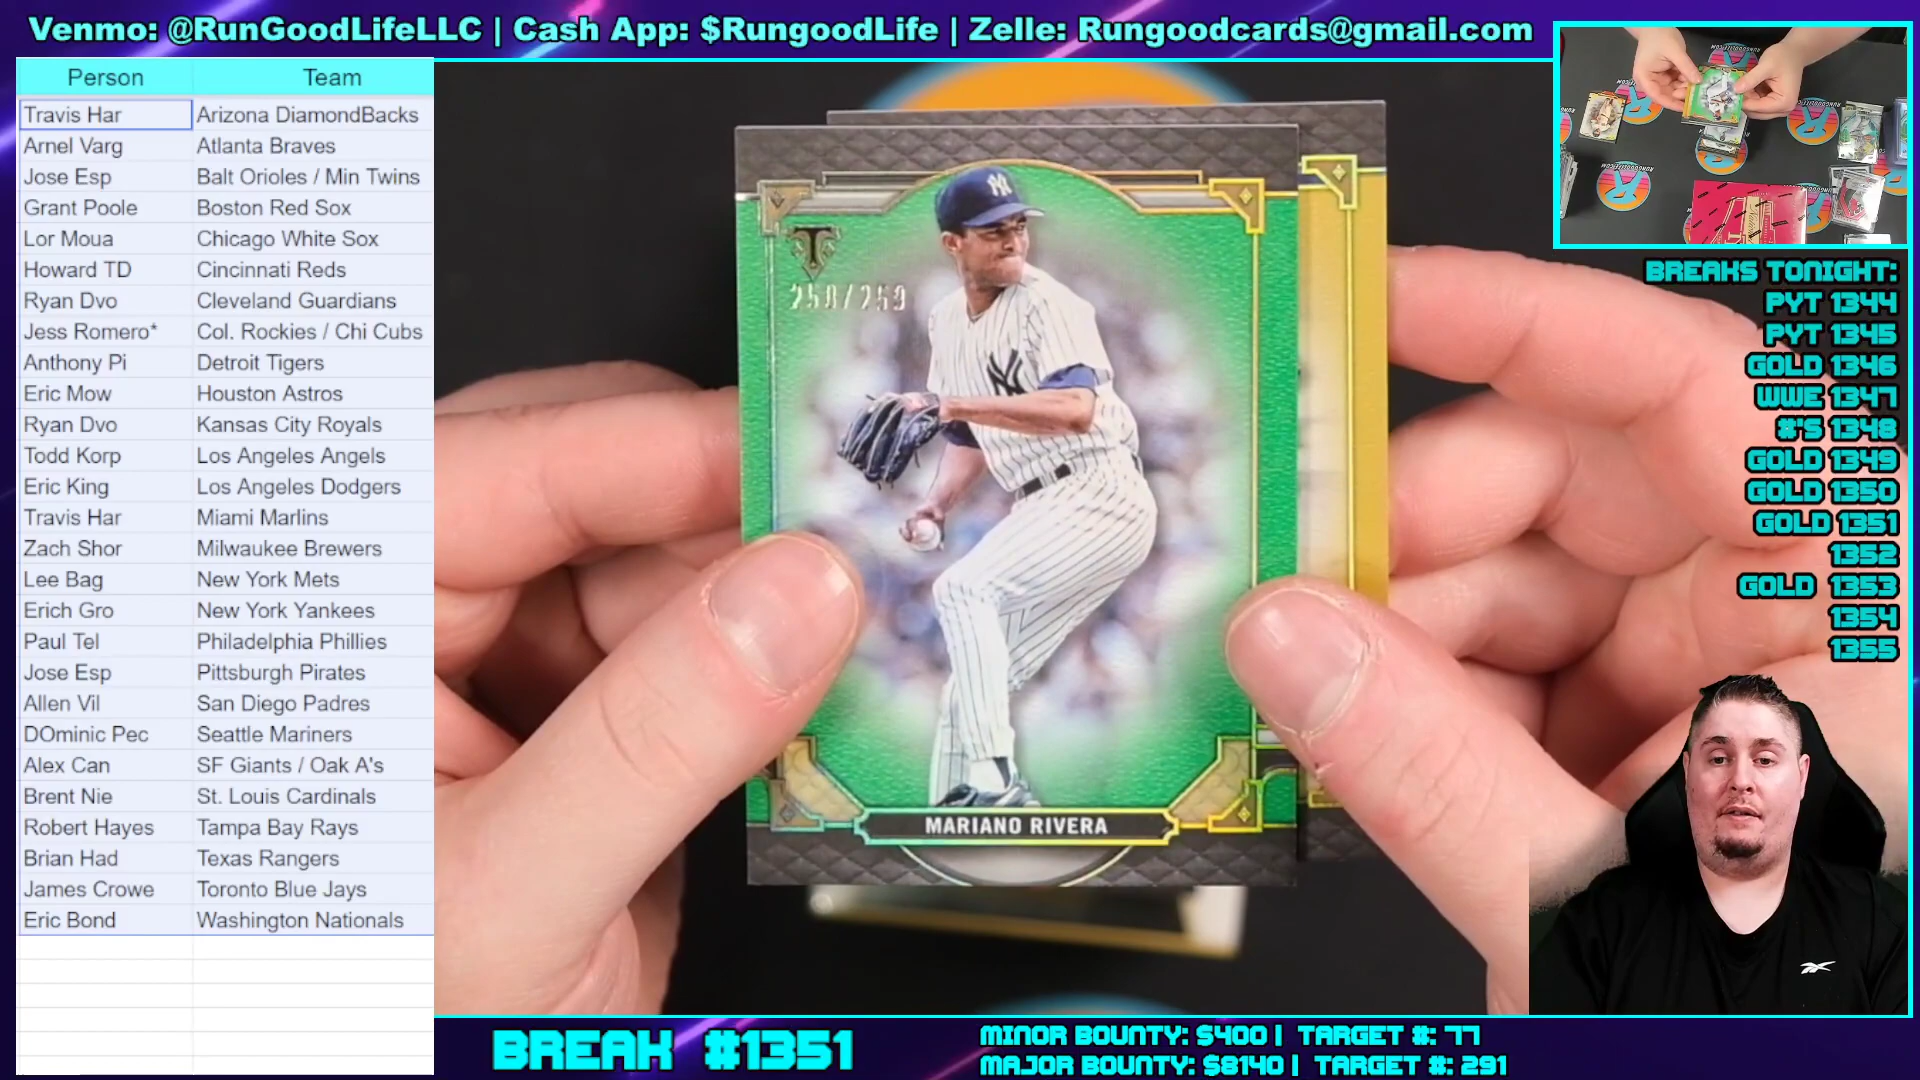 Venmo: @RunGoodLifeLLC | Cash App: $RungoodLife | Zelle: Rungoodcards@gmail.com
Person Team
Travis Har Arizona DiamondBacks
Arnel Varg Atlanta Braves
Jose Esp Balt Orioles / Min Twins
Grant Poole Boston Red Sox
Lor Moua Chicago White Sox
Howard TD Cincinnati Reds
Ryan Dvo Cleveland Guardians
Jess Romero* Col. Rockies / Chi Cubs
Anthony Pi Detroit Tigers
Eric Mow Houston Astros
Ryan Dvo Kansas City Royals
Todd Korp Los Angeles Angels
Eric King Los Angeles Dodgers
Travis Har Miami Marlins
Zach Shor Milwaukee Brewers
Lee Bag New York Mets
Erich Gro New York Yankees
Paul Tel Philadelphia Phillies
Jose Esp Pittsburgh Pirates
Allen Vil San Diego Padres
DOminic Pec Seattle Mariners
Alex Can SF Giants / Oak A's
Brent Nie St. Louis Cardinals
Robert Hayes Tampa Bay Rays
Brian Had Texas Rangers
James Crowe Toronto Blue Jays
Eric Bond Washington Nationals
NY
T
258/259
NY
MARIANO RIVERA
BREAKS TONIGHT:
PYT 1344
PYT 1345
GOLD 1346
WWE 1347
#'S 1348
GOLD 1349
GOLD 1350
GOLD 1351
1352
GOLD 1353
1354
1355
BREAK #1351
MINOR BOUNTY: $400 | TARGET #: 77
MAJOR BOUNTY: $8140 | TARGET #: 291